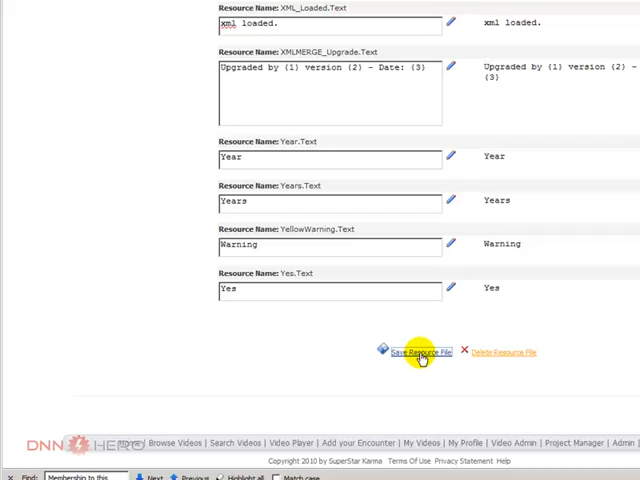 Resource Name: XML_Loaded.Text
xml loaded.
xml loaded.
Resource Name: XMLMERGE_Upgrade.Text
Upgraded by {1} version {2} - Date: {3}
Upgraded by {1} version {2} -
{3}
Resource Name: Year.Text
Year
Year
Resource Name: Years.Text
Years
Years
Resource Name: YellowWarning.Text
Warning
Warning
Resource Name: Yes.Text
Yes
Yes
Save Resource File
Delete Resource File
DNN HERO
Home | Browse Videos | Search Videos | Video Player | Add your Encounter | My Videos | My Profile | Video Admin | Project Manager | Admin |
Copyright 2010 by SuperStar Karma Terms Of Use Privacy Statement Help
Find: Membership to this Next Previous Highlight all Match case